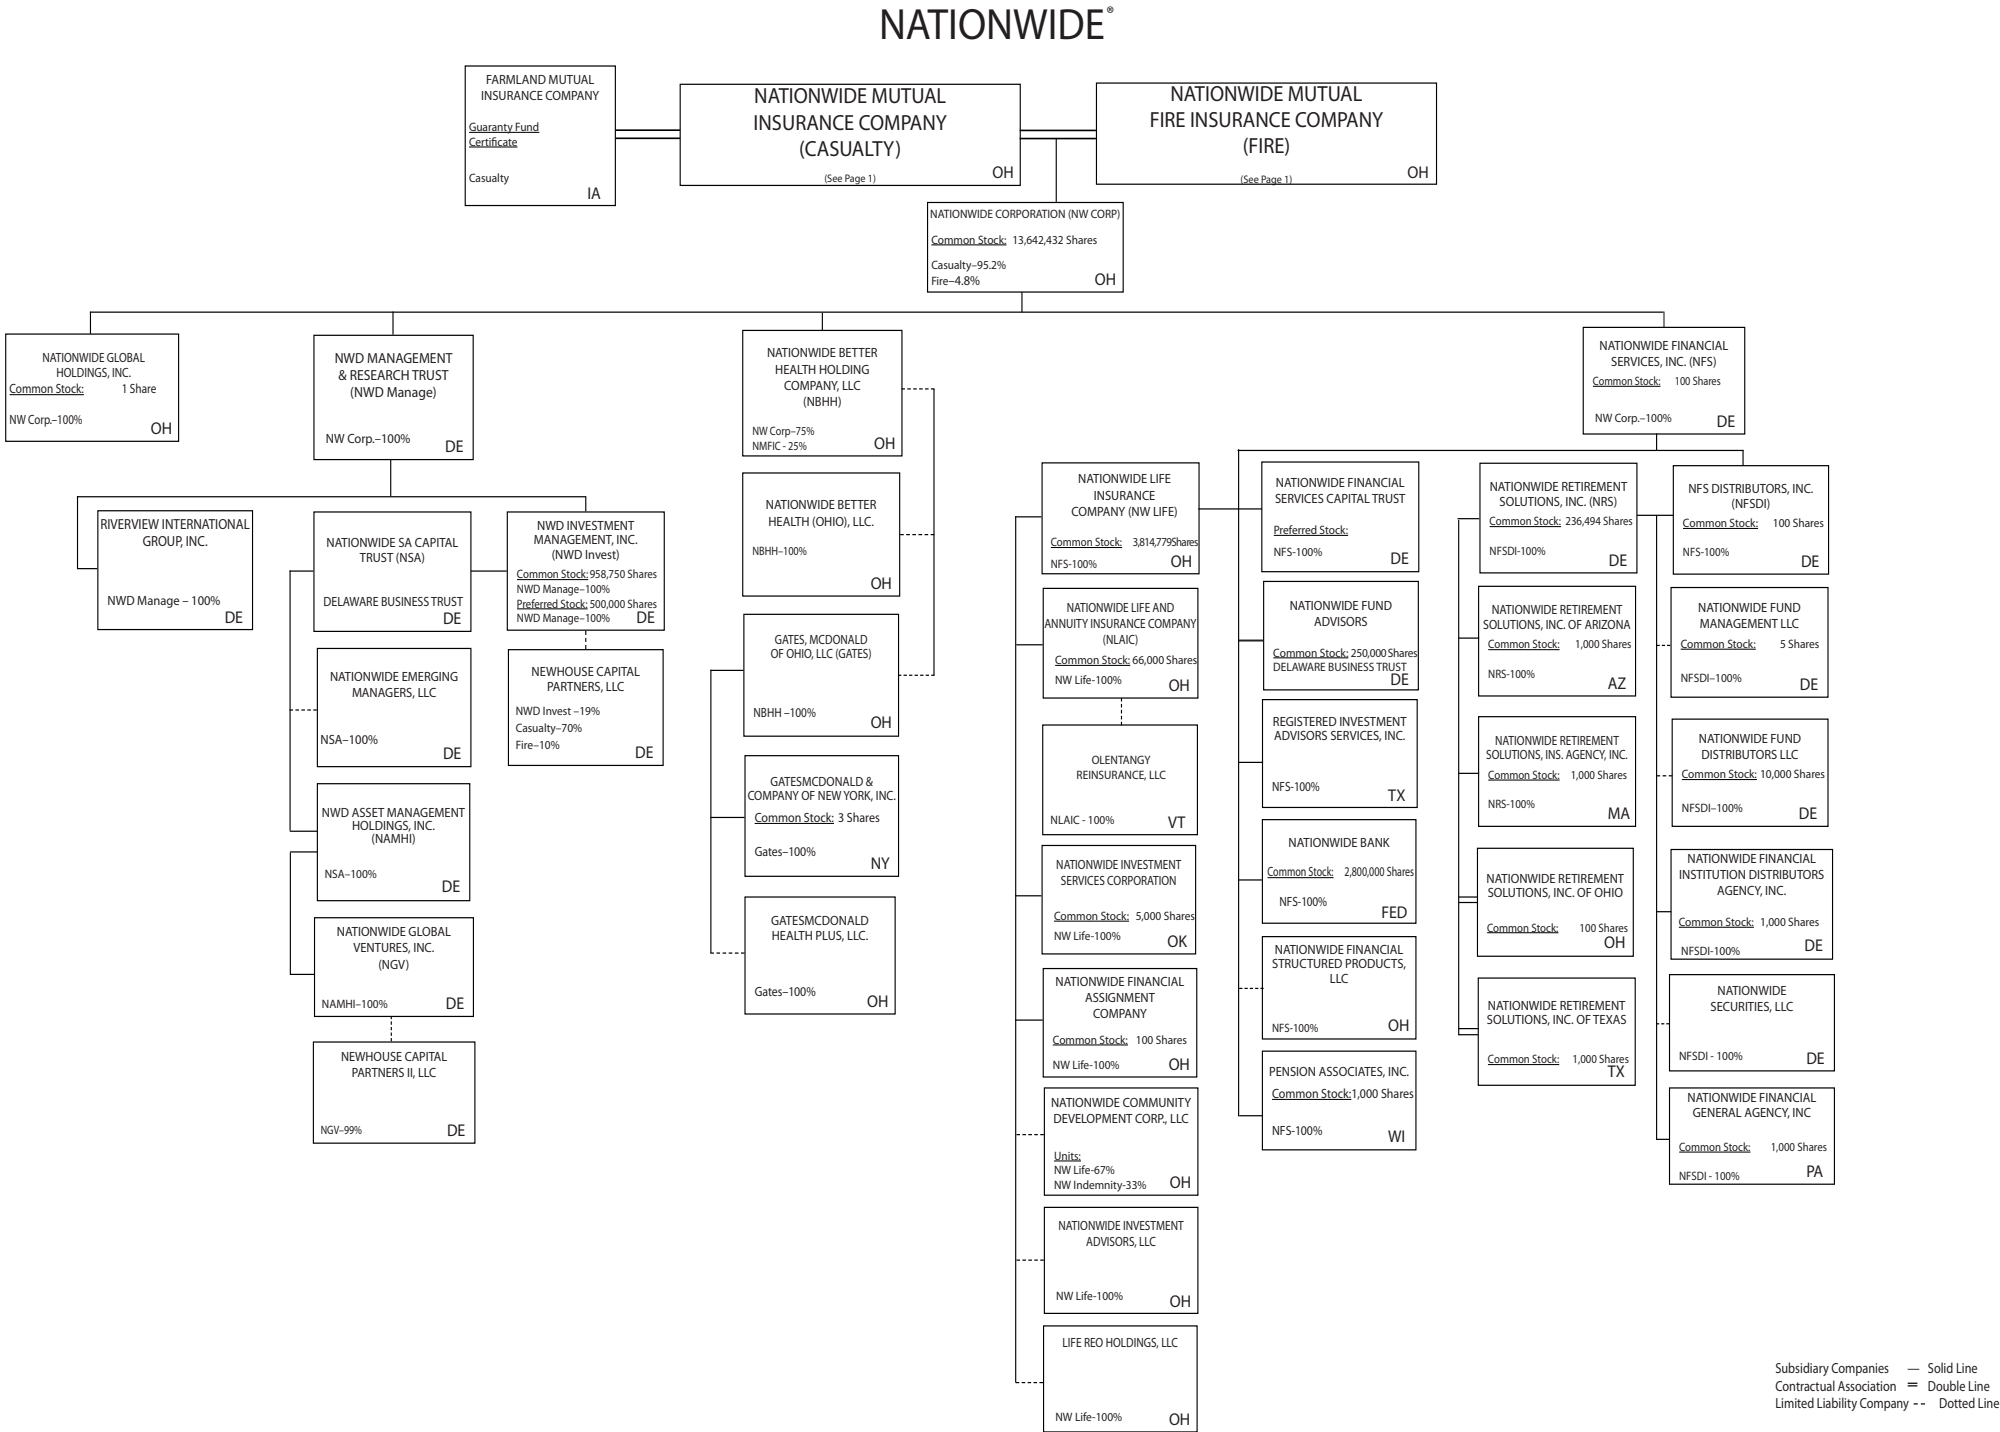 NATIONWIDE®
FARMLAND MUTUAL
INSURANCE COMPANY
Guaranty Fund
Certificate
Casualty
IA
NATIONWIDE MUTUAL
INSURANCE COMPANY
(CASUALTY)
(See Page 1)
OH
NATIONWIDE MUTUAL
FIRE INSURANCE COMPANY
(FIRE)
(See Page 1)
OH
NATIONWIDE CORPORATION (NW CORP)
Common Stock: 13,642,432 Shares
Casualty–95.2%
Fire–4.8%
OH
NATIONWIDE GLOBAL
HOLDINGS, INC.
Common Stock: 1 Share
NW Corp.–100%
OH
NWD MANAGEMENT
& RESEARCH TRUST
(NWD Manage)
NW Corp.–100%
DE
NATIONWIDE BETTER
HEALTH HOLDING
COMPANY, LLC
(NBHH)
NW Corp–75%
NMFIC - 25%
OH
NATIONWIDE FINANCIAL
SERVICES, INC. (NFS)
Common Stock: 100 Shares
NW Corp.–100%
DE
RIVERVIEW INTERNATIONAL
GROUP, INC.
NWD Manage – 100%
DE
NATIONWIDE SA CAPITAL
TRUST (NSA)
DELAWARE BUSINESS TRUST
DE
NWD INVESTMENT
MANAGEMENT, INC.
(NWD Invest)
Common Stock: 958,750 Shares
NWD Manage–100%
Preferred Stock: 500,000 Shares
NWD Manage–100%
DE
NATIONWIDE EMERGING
MANAGERS, LLC
NSA–100%
DE
NEWHOUSE CAPITAL
PARTNERS, LLC
NWD Invest –19%
Casualty–70%
Fire–10%
DE
NWD ASSET MANAGEMENT
HOLDINGS, INC.
(NAMHI)
NSA–100%
DE
NATIONWIDE GLOBAL
VENTURES, INC.
(NGV)
NAMHI–100%
DE
NEWHOUSE CAPITAL
PARTNERS II, LLC
NGV–99%
DE
NATIONWIDE BETTER
HEALTH (OHIO), LLC.
NBHH–100%
OH
GATES, MCDONALD
OF OHIO, LLC (GATES)
NBHH –100%
OH
GATESMCDONALD &
COMPANY OF NEW YORK, INC.
Common Stock: 3 Shares
Gates–100%
NY
GATESMCDONALD
HEALTH PLUS, LLC.
Gates–100%
OH
NATIONWIDE LIFE
INSURANCE
COMPANY (NW LIFE)
Common Stock: 3,814,779Shares
NFS-100%
OH
NATIONWIDE LIFE AND
ANNUITY INSURANCE COMPANY
(NLAIC)
Common Stock: 66,000 Shares
NW Life-100%
OH
OLENTANGY
REINSURANCE, LLC
NLAIC - 100%
VT
NATIONWIDE INVESTMENT
SERVICES CORPORATION
Common Stock: 5,000 Shares
NW Life-100%
OK
NATIONWIDE FINANCIAL
ASSIGNMENT
COMPANY
Common Stock: 100 Shares
NW Life-100%
OH
NATIONWIDE COMMUNITY
DEVELOPMENT CORP., LLC
Units:
NW Life-67%
NW Indemnity-33%
OH
NATIONWIDE INVESTMENT
ADVISORS, LLC
NW Life-100%
OH
LIFE REO HOLDINGS, LLC
NW Life-100%
OH
NATIONWIDE FINANCIAL
SERVICES CAPITAL TRUST
Preferred Stock:
NFS-100%
DE
NATIONWIDE FUND
ADVISORS
Common Stock: 250,000 Shares
DELAWARE BUSINESS TRUST
DE
REGISTERED INVESTMENT
ADVISORS SERVICES, INC.
NFS-100%
TX
NATIONWIDE BANK
Common Stock: 2,800,000 Shares
NFS-100%
FED
NATIONWIDE FINANCIAL
STRUCTURED PRODUCTS,
LLC
NFS-100%
OH
PENSION ASSOCIATES, INC.
Common Stock:1,000 Shares
NFS-100%
WI
NATIONWIDE RETIREMENT
SOLUTIONS, INC. (NRS)
Common Stock: 236,494 Shares
NFSDI-100%
DE
NATIONWIDE RETIREMENT
SOLUTIONS, INC. OF ARIZONA
Common Stock: 1,000 Shares
NRS-100%
AZ
NATIONWIDE RETIREMENT
SOLUTIONS, INS. AGENCY, INC.
Common Stock: 1,000 Shares
NRS-100%
MA
NATIONWIDE RETIREMENT
SOLUTIONS, INC. OF OHIO
Common Stock: 100 Shares
OH
NATIONWIDE RETIREMENT
SOLUTIONS, INC. OF TEXAS
Common Stock: 1,000 Shares
TX
NFS DISTRIBUTORS, INC.
(NFSDI)
Common Stock: 100 Shares
NFS-100%
DE
NATIONWIDE FUND
MANAGEMENT LLC
Common Stock: 5 Shares
NFSDI–100%
DE
NATIONWIDE FUND
DISTRIBUTORS LLC
Common Stock: 10,000 Shares
NFSDI–100%
DE
NATIONWIDE FINANCIAL
INSTITUTION DISTRIBUTORS
AGENCY, INC.
Common Stock: 1,000 Shares
NFSDI-100%
DE
NATIONWIDE
SECURITIES, LLC
NFSDI - 100%
DE
NATIONWIDE FINANCIAL
GENERAL AGENCY, INC
Common Stock: 1,000 Shares
NFSDI - 100%
PA
Subsidiary Companies — Solid Line
Contractual Association = Double Line
Limited Liability Company -- Dotted Line